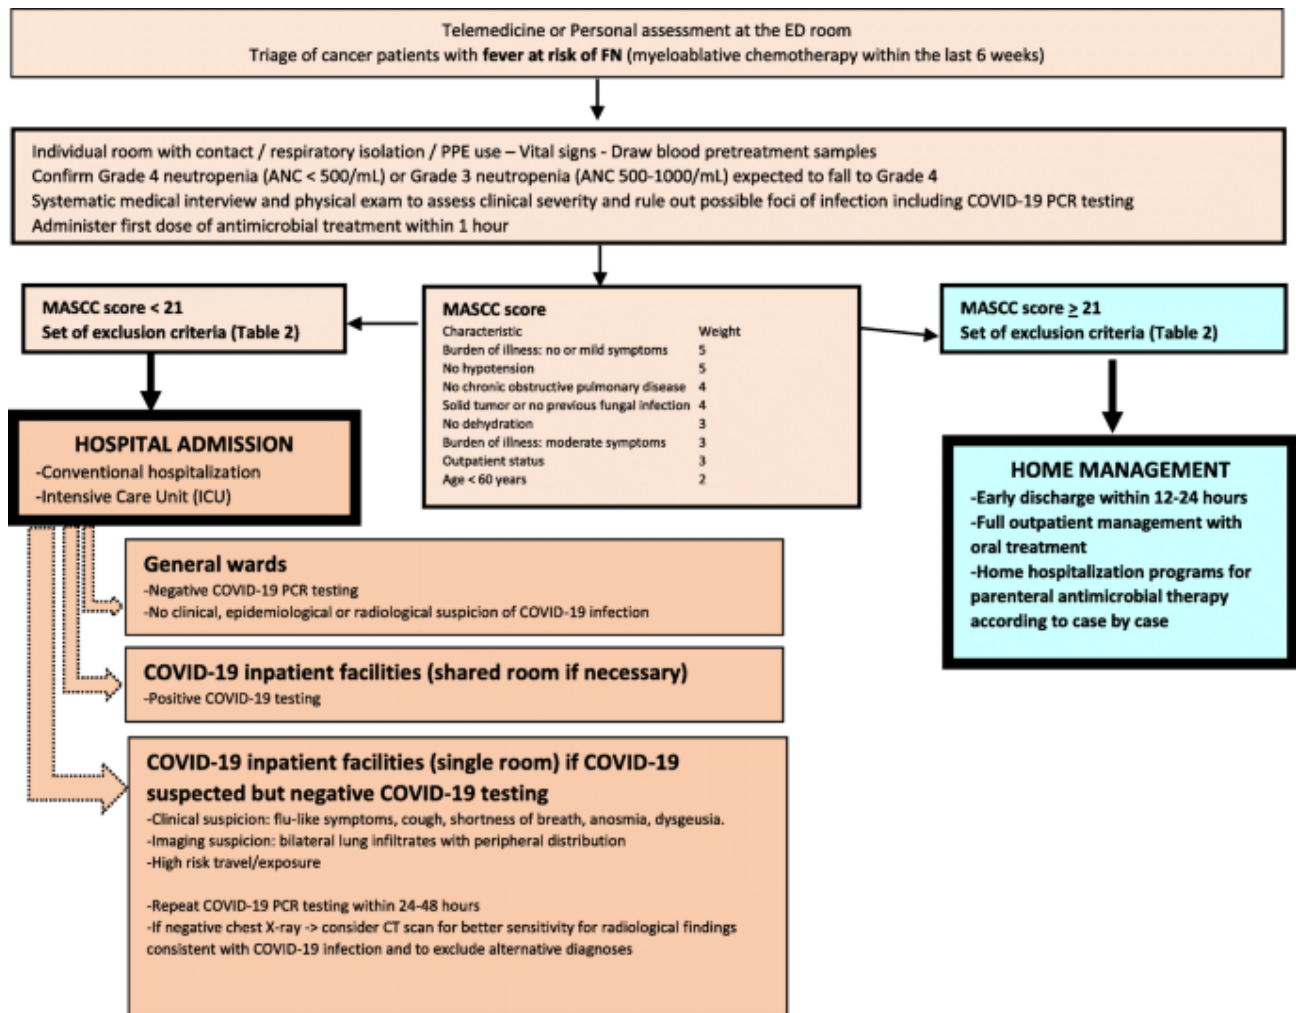 Telemedicine or Personal assessment at the ED room
Triage of cancer patients with fever at risk of FN (myeloablative chemotherapy within the last 6 weeks)
Individual room with contact / respiratory isolation / PPE use – Vital signs - Draw blood pretreatment samples
Confirm Grade 4 neutropenia (ANC < 500/mL) or Grade 3 neutropenia (ANC 500-1000/mL) expected to fall to Grade 4
Systematic medical interview and physical exam to assess clinical severity and rule out possible foci of infection including COVID-19 PCR testing
Administer first dose of antimicrobial treatment within 1 hour
MASCC score < 21
Set of exclusion criteria (Table 2)
MASCC score
Characteristic Weight
Burden of illness: no or mild symptoms 5
No hypotension 5
No chronic obstructive pulmonary disease 4
Solid tumor or no previous fungal infection 4
No dehydration 3
Burden of illness: moderate symptoms 3
Outpatient status 3
Age < 60 years 2
MASCC score ≥ 21
Set of exclusion criteria (Table 2)
HOSPITAL ADMISSION
-Conventional hospitalization
-Intensive Care Unit (ICU)
HOME MANAGEMENT
-Early discharge within 12-24 hours
-Full outpatient management with
oral treatment
-Home hospitalization programs for
parenteral antimicrobial therapy
according to case by case
General wards
-Negative COVID-19 PCR testing
-No clinical, epidemiological or radiological suspicion of COVID-19 infection
COVID-19 inpatient facilities (shared room if necessary)
-Positive COVID-19 testing
COVID-19 inpatient facilities (single room) if COVID-19
suspected but negative COVID-19 testing
-Clinical suspicion: flu-like symptoms, cough, shortness of breath, anosmia, dysgeusia.
-Imaging suspicion: bilateral lung infiltrates with peripheral distribution
-High risk travel/exposure
-Repeat COVID-19 PCR testing within 24-48 hours
-If negative chest X-ray -> consider CT scan for better sensitivity for radiological findings
consistent with COVID-19 infection and to exclude alternative diagnoses